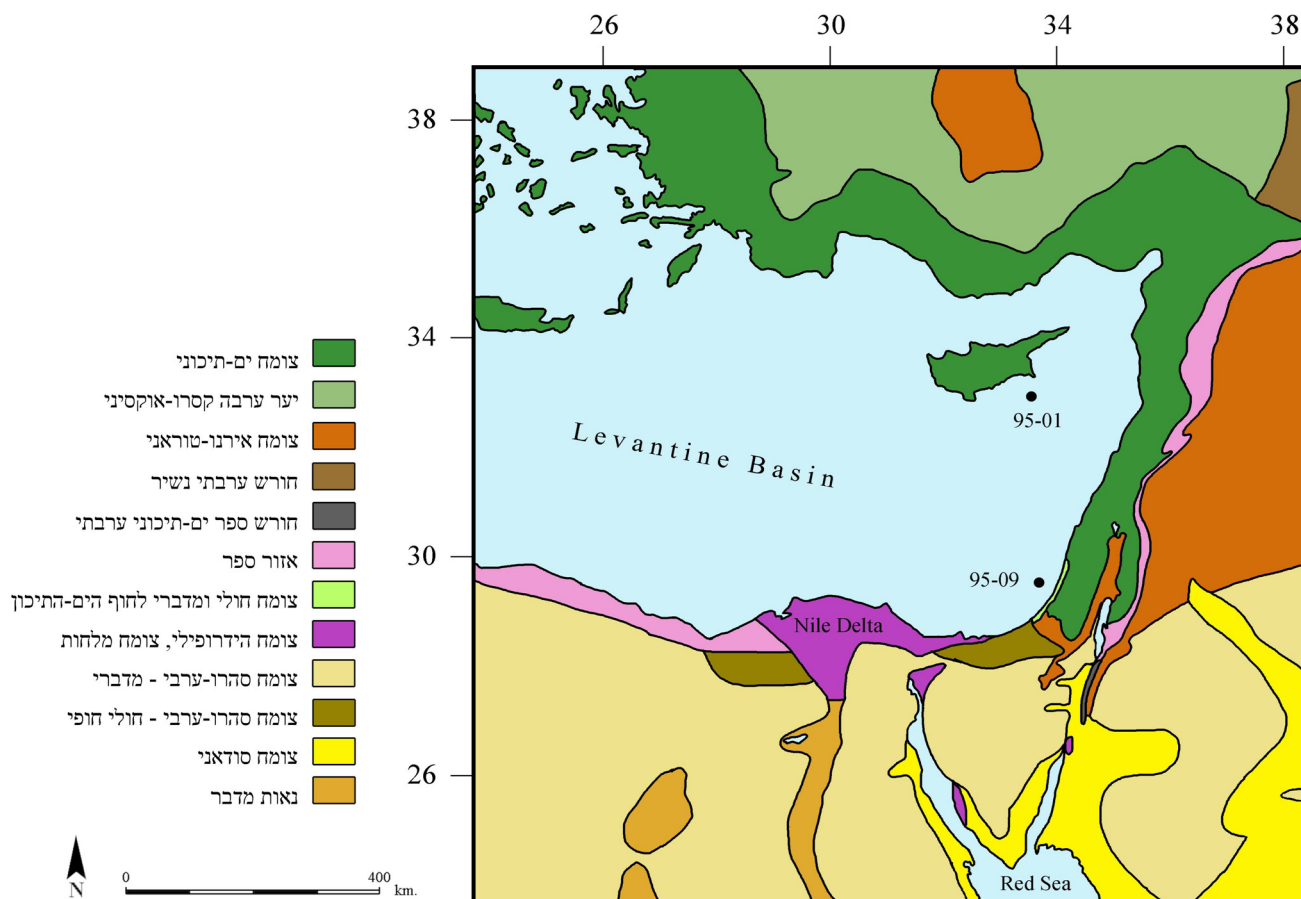 26 30 34 38
38
34
30
26
צומח ים-תיכוני
יער ערבה קסרו-אוקסיני
צומח אירנו-טוראני
חורש ערבתי נשיר
חורש ספר ים-תיכוני ערבתי
אזור ספר
צומח חולי ומדברי לחוף הים-התיכון
צומח הידרופילי, צומח מלחות
צומח סהרו-ערבי - מדברי
צומח סהרו-ערבי - חולי חופי
צומח סודאני
נאות מדבר
Levantine Basin
95-01
95-09
Nile Delta
Red Sea
N
0 400 km.